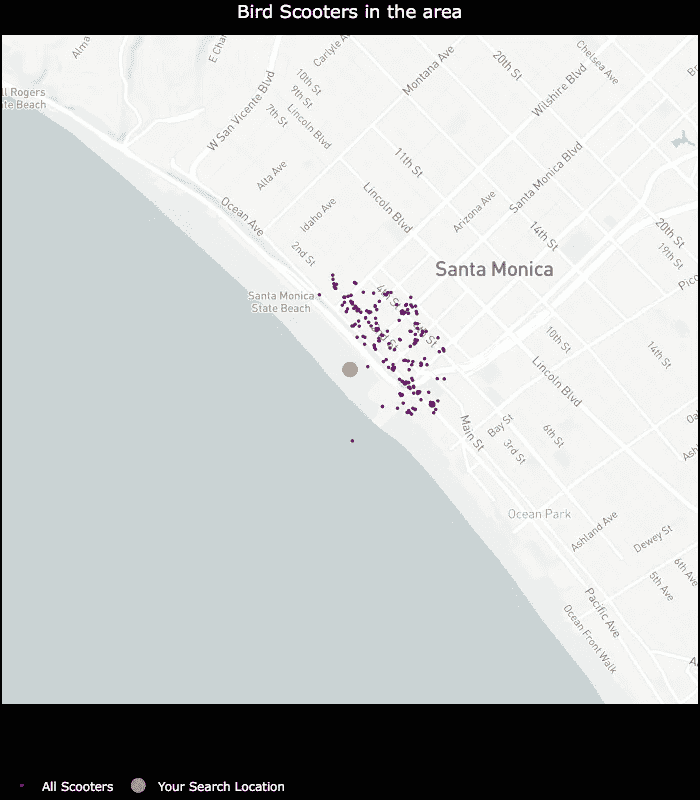 Bird Scooters in the area
Alma
E Char
Carlyle A
Montana Ave
20th St
Chelsea Ave
Wilshire Blvd
10th St
9th St
7th St
Lincoln Blvd
W San Vicente Blvd
ll Rogers
ate Beach
11th St
Santa Monica Blvd
Alta Ave
Ocean Ave
Idaho Ave
Lincoln Blvd
Arizona Ave
14th St
20th St
19th St
Pico
2nd St
Santa Monica
Santa Monica
State Beach
4th St
10th St
14th St
Lincoln Blvd
Main St
Bay St
3rd St
6th St
Ocean Park
Ashland Ave
Dewey St
6th Ave
5th Ave
Pacific Ave
Ocean Front Walk
All Scooters
Your Search Location